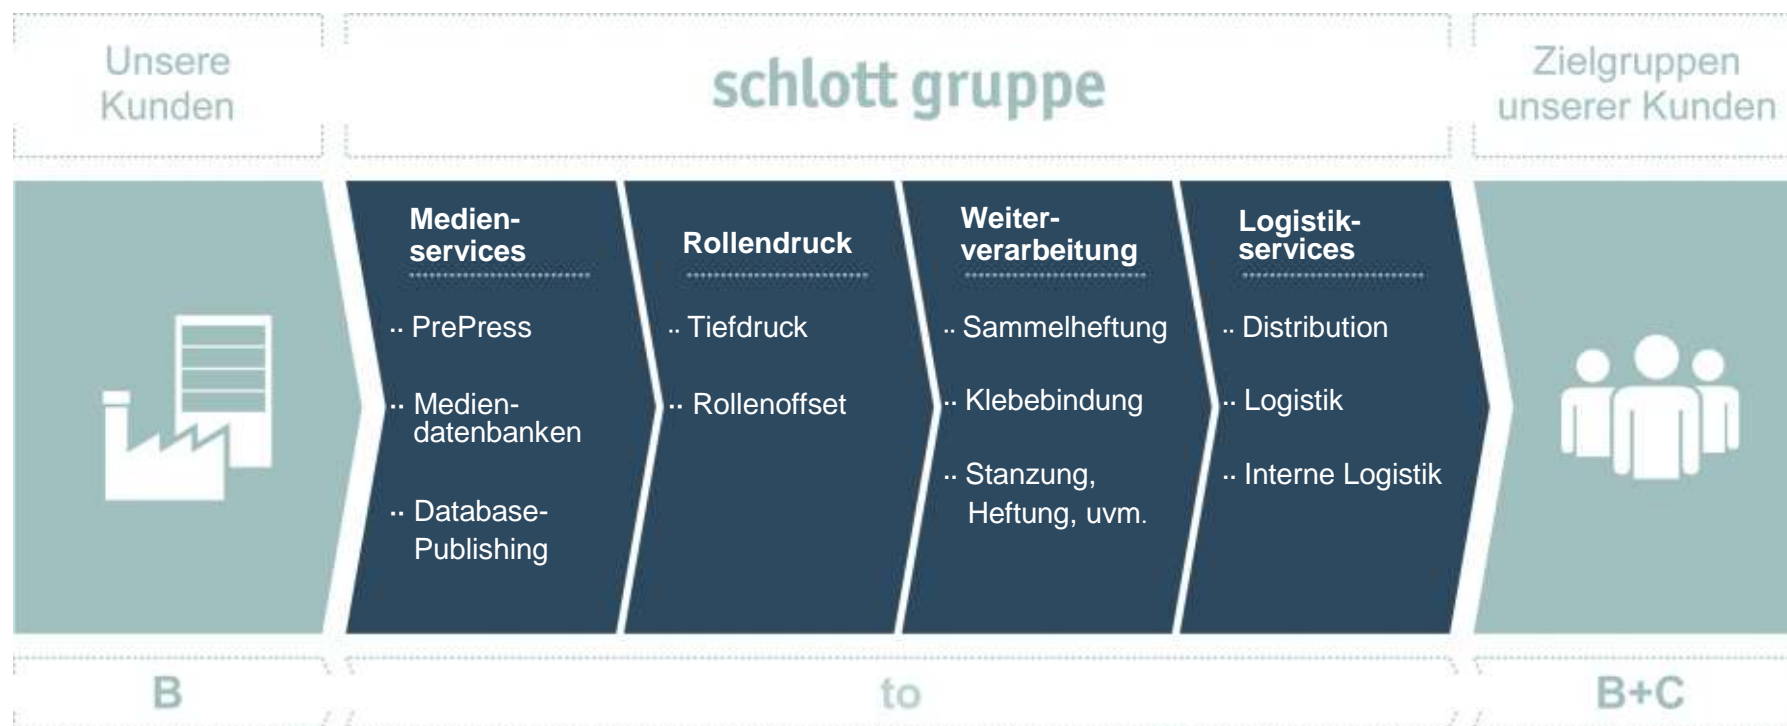 Unsere
Kunden
schlott gruppe
Zielgruppen
unserer Kunden
Medien-
services
·· PrePress
·· Medien-
datenbanken
·· Database-
Publishing
Rollendruck
·· Tiefdruck
·· Rollenoffset
Weiter-
verarbeitung
·· Sammelheftung
·· Klebebindung
·· Stanzung,
Heftung, uvm.
Logistik-
services
·· Distribution
·· Logistik
·· Interne Logistik
B
to
B+C